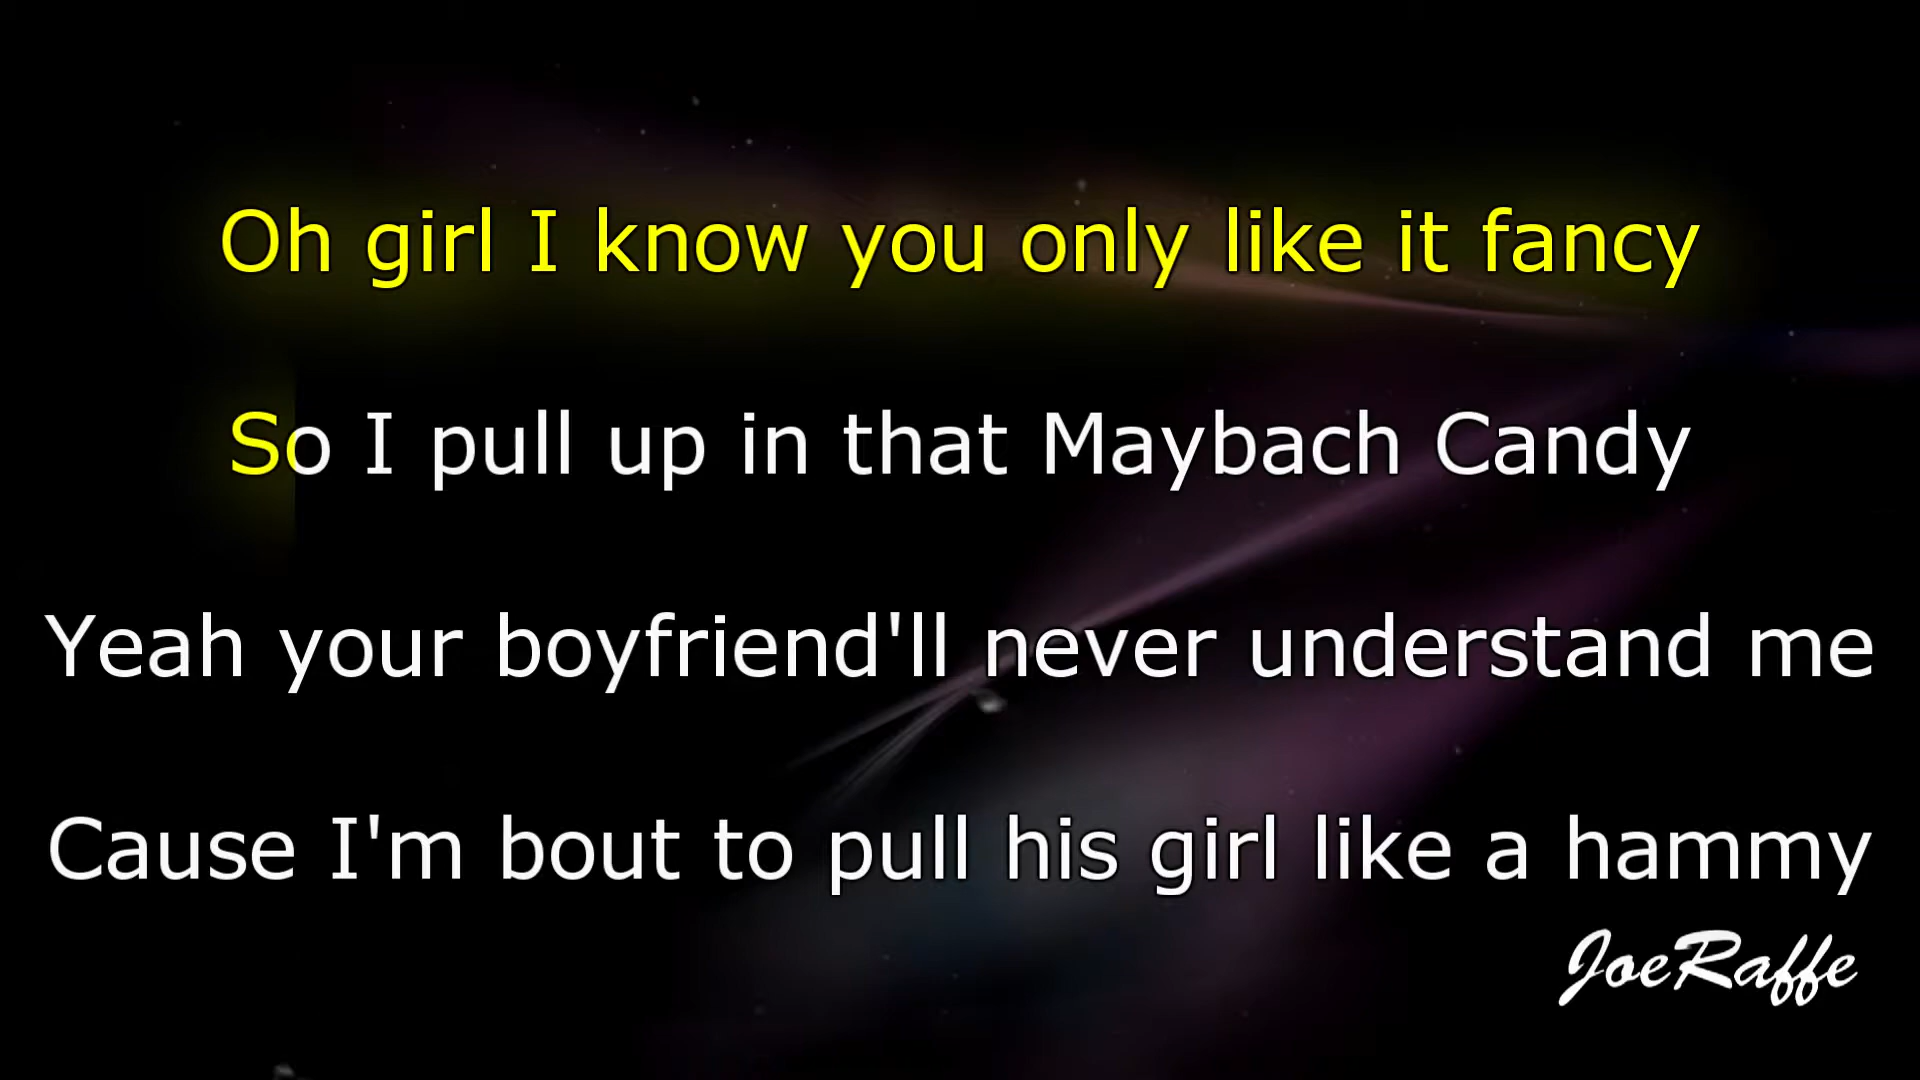 Oh girl I know you only like it fancy
So I pull up in that Maybach Candy
Yeah your boyfriend'll never understand me
Cause I'm bout to pull his girl like a hammy
JoeRaffe